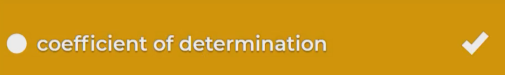 coefficient of determination